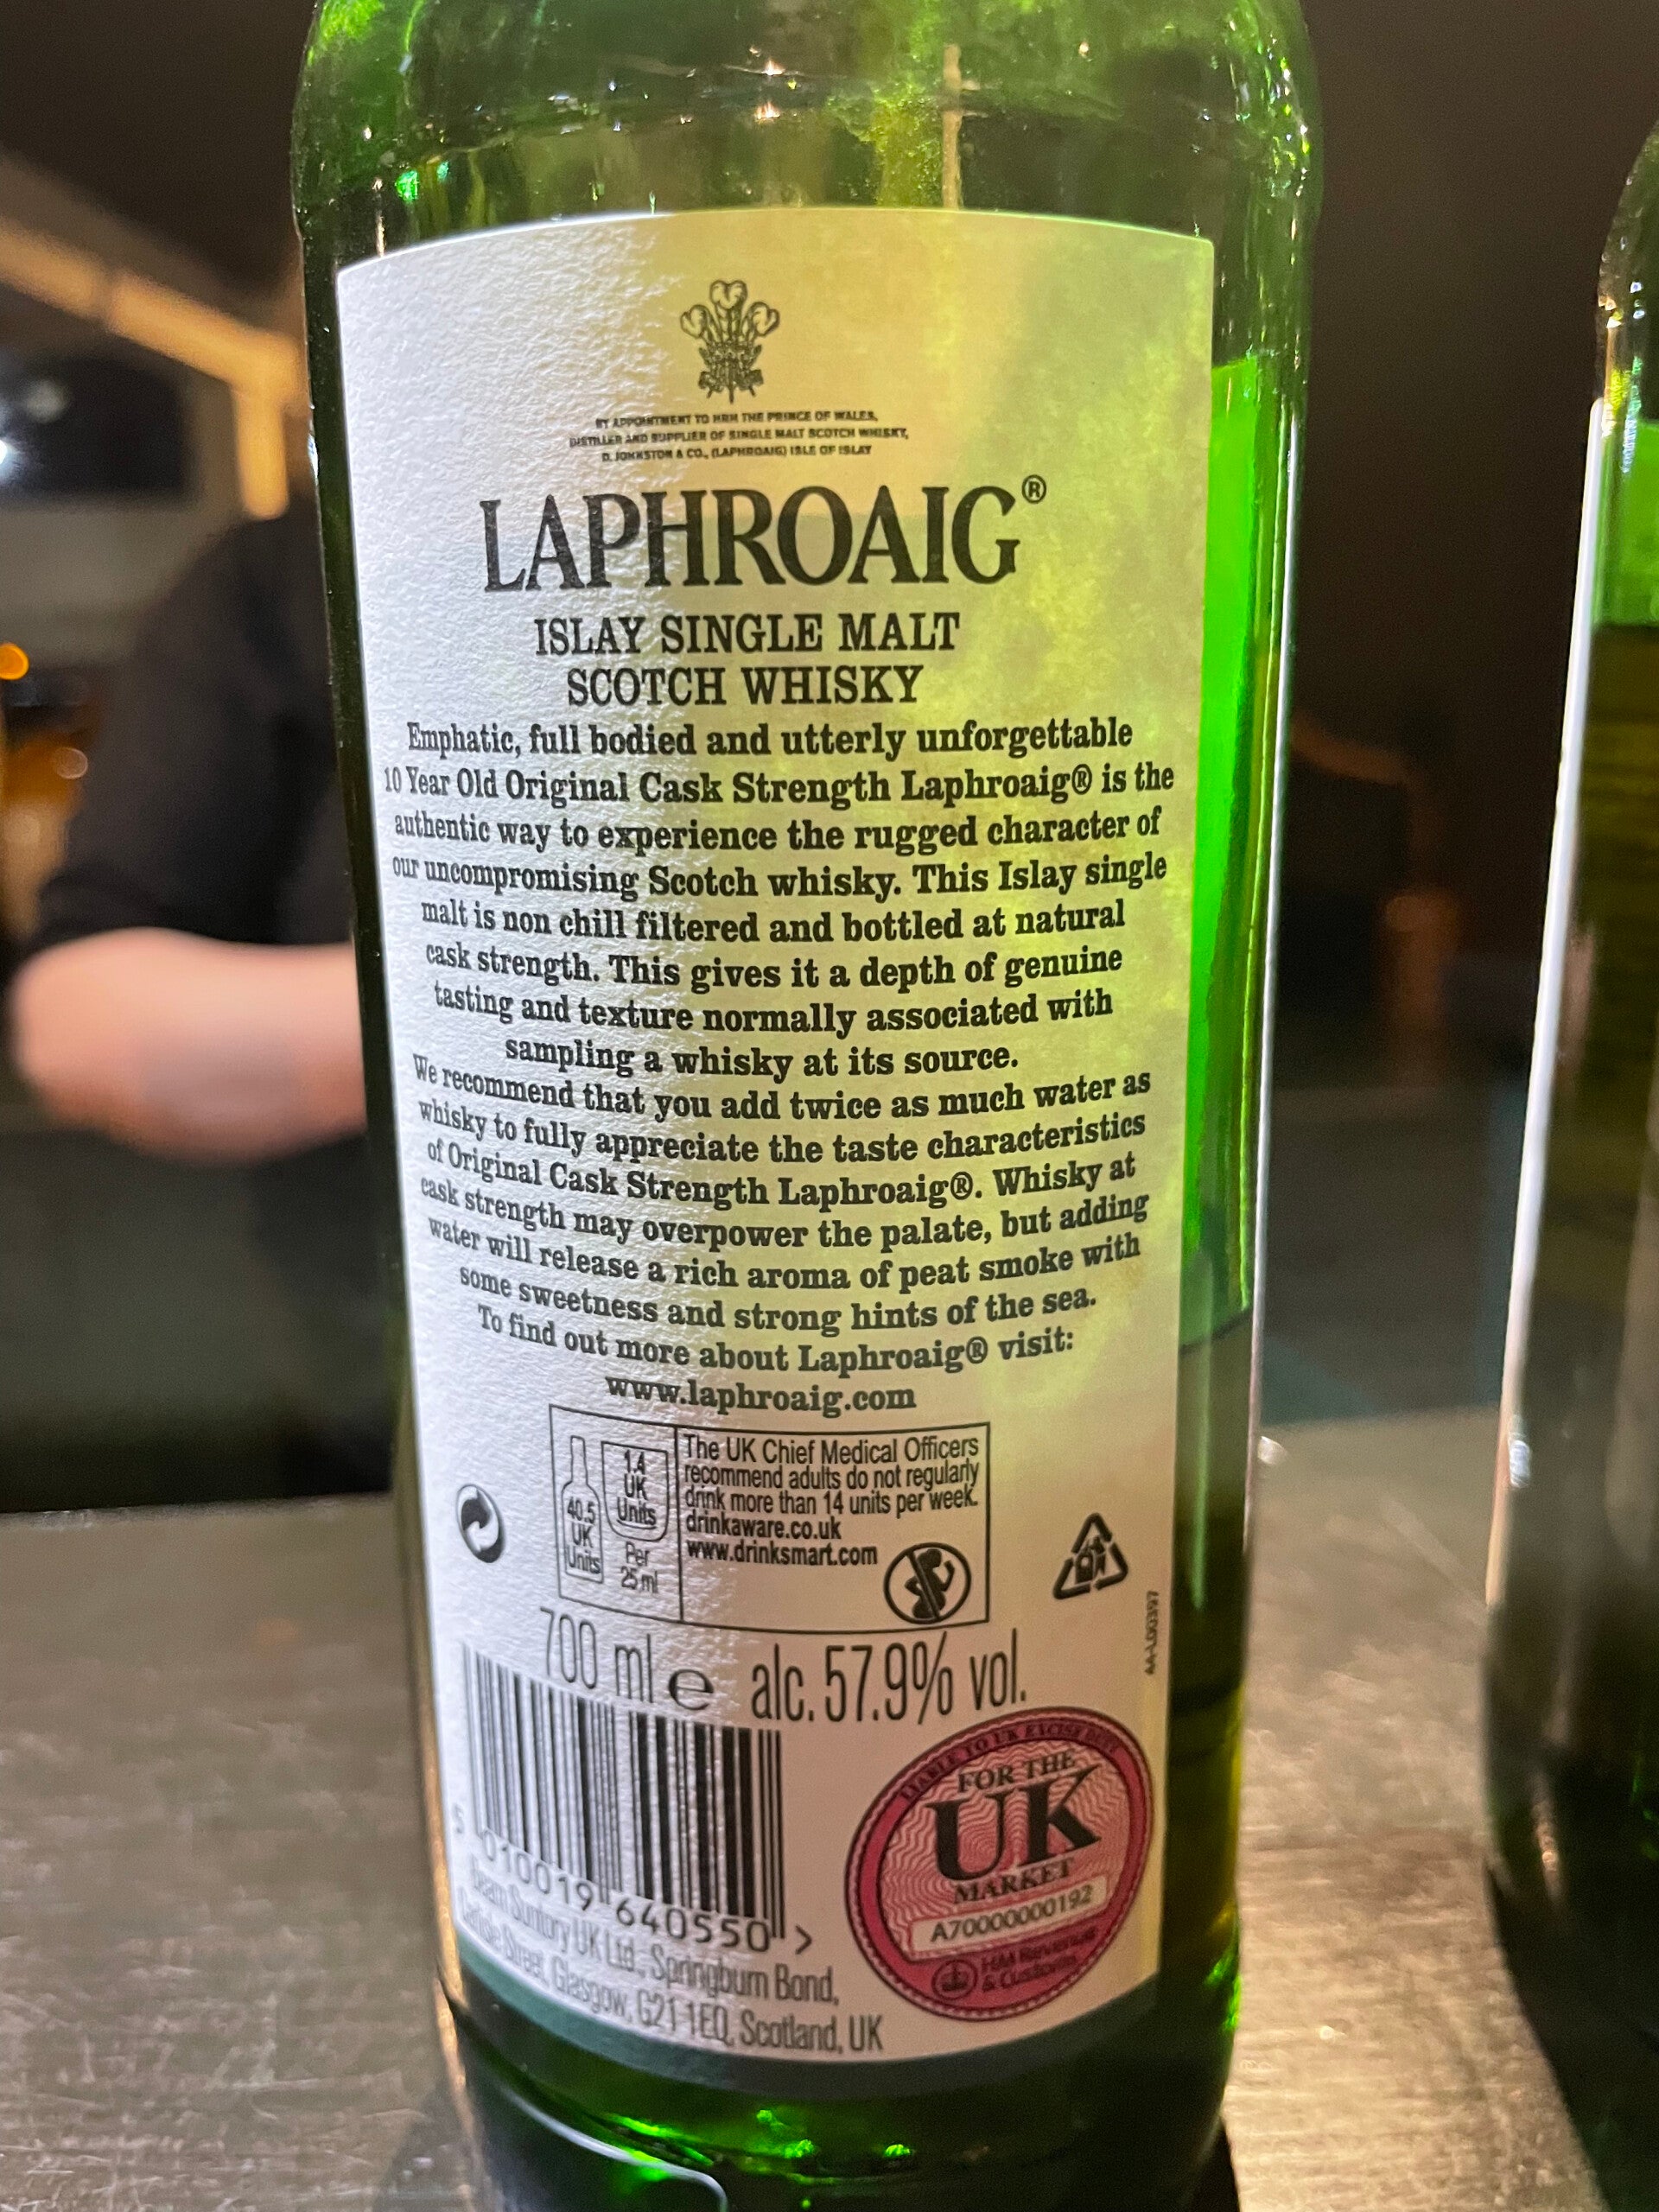 BY APPOINTMENT TO HRH THE PRINCE OF WALES,
DISTILLER AND SUPPLIER OF SINGLE MALT SCOTCH WHISKY,
D. JOHNSTON & CO., (LAPHROAIG) ISLE OF ISLAY
LAPHROAIG®
ISLAY SINGLE MALT
SCOTCH WHISKY
Emphatic, full bodied and utterly unforgettable
10 Year Old Original Cask Strength Laphroaig® is the
authentic way to experience the rugged character of
our uncompromising Scotch whisky. This Islay single
malt is non chill filtered and bottled at natural
cask strength. This gives it a depth of genuine
tasting and texture normally associated with
sampling a whisky at its source.
We recommend that you add twice as much water as
whisky to fully appreciate the taste characteristics
of Original Cask Strength Laphroaig®. Whisky at
cask strength may overpower the palate, but adding
water will release a rich aroma of peat smoke with
some sweetness and strong hints of the sea.
To find out more about Laphroaig® visit:
www.laphroaig.com
40.5
UK
Units
1.4
UK
Units
Per
25 ml
The UK Chief Medical Officers
recommend adults do not regularly
drink more than 14 units per week.
drinkaware.co.uk
www.drinksmart.com
700 ml e alc. 57.9% vol.
LIABLE TO UK EXCISE DUTY
FOR THE
UK
MARKET
A70000000192
HM Revenue
& Customs
5 010019 640550 >
Beam Suntory UK Ltd., Springburn Bond,
Street, Glasgow, G21 1EQ, Scotland, UK